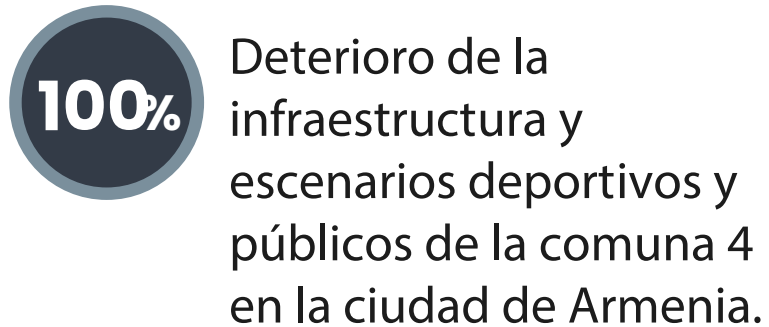 100%
Deterioro de la
infraestructura y
escenarios deportivos y
públicos de la comuna 4
en la ciudad de Armenia.